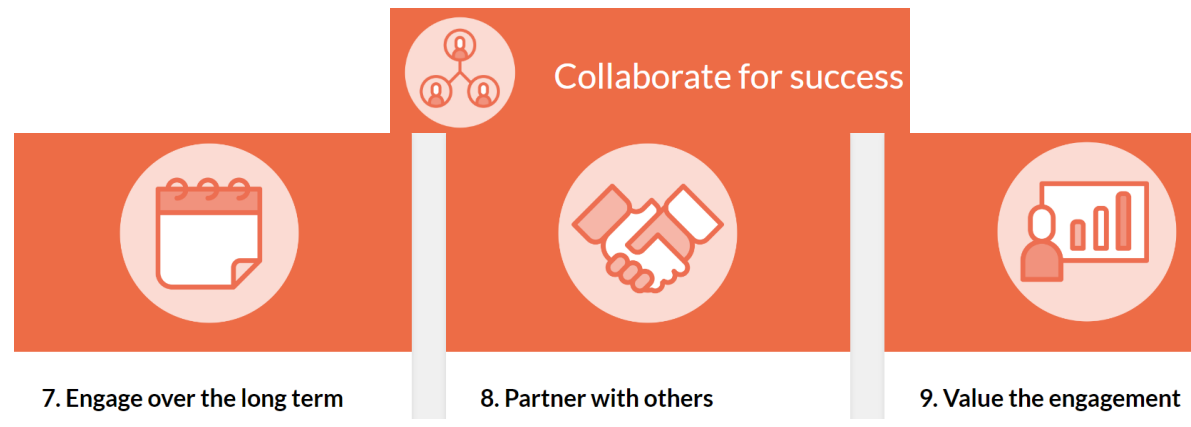 Collaborate for success
7. Engage over the long term
8. Partner with others
9. Value the engagement